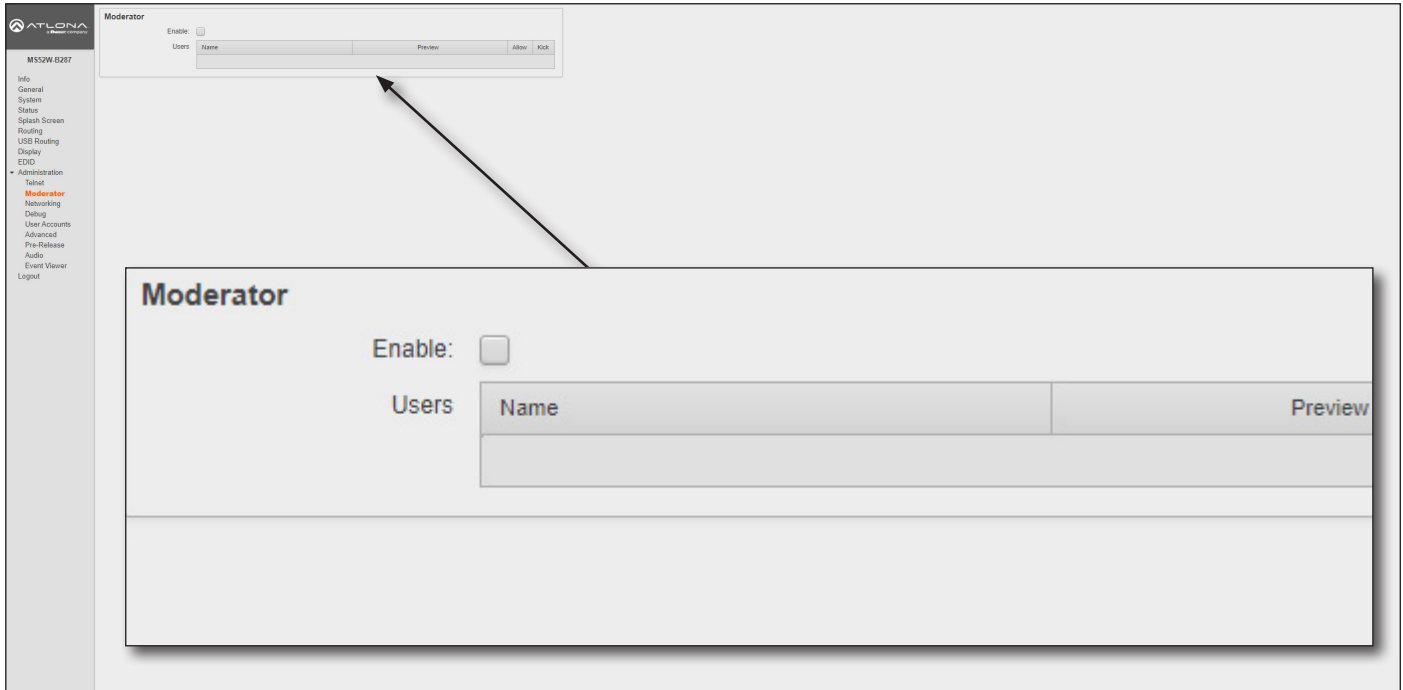 ATLONA
a Panduit company
MS52W-B287
Info
General
System
Status
Splash Screen
Routing
USB Routing
Display
EDID
Administration
Telnet
Moderator
Networking
Debug
User Accounts
Advanced
Pre-Release
Audio
Event Viewer
Logout
Moderator
Enable:
Users Name Preview Allow Kick
Moderator
Enable:
Users Name Preview